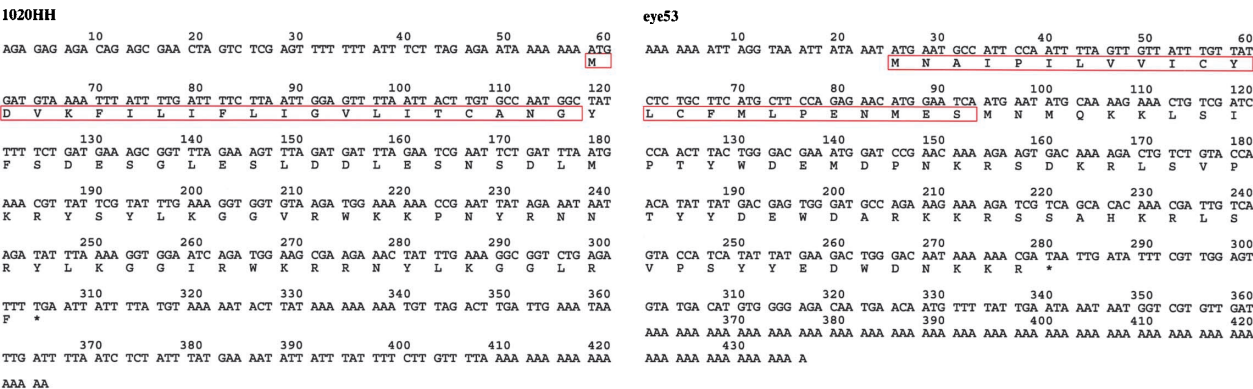 1020HH
10 20 30 40 50 60
AGA GAG AGA CAG AGC GAA CTA GTC TCG AGT TTT TTT ATT TCT TAG AGA ATA AAA AAA ATG
M
70 80 90 100 110 120
GAT GTA AAA TTT ATT TTG ATT TTC TTA ATT GGA GTT TTA ATT ACT TGT GCC AAT GGC TAT
D V K F I L I F L I G V L I T C A N G Y
130 140 150 160 170 180
TTT TCT GAT GAA AGC GGT TTA GAA AGT TTA GAT GAT TTA GAA TCG AAT TCT GAT TTA ATG
F S D E S G L E S L D D L E S N S D L M
190 200 210 220 230 240
AAA CGT TAT TCG TAT TTG AAA GGT GGT GTA AGA TGG AAA AAA CCG AAT TAT AGA AAT AAT
K R Y S Y L K G G V R W K K P N Y R N N
250 260 270 280 290 300
AGA TAT TTA AAA GGT GGA ATC AGA TGG AAG CGA AGA AAC TAT TTG AAA GGC GGT CTG AGA
R Y L K G G I R W K R R N Y L K G G L R
310 320 330 340 350 360
TTT TGA ATT ATT TTA TGT AAA AAT ACT TAT AAA AAA AAA TGT TAG ACT TGA TTG AAA TAA
F *
370 380 390 400 410 420
TTG ATT TTA ATC TCT ATT TAT GAA AAT ATT ATT TAT TTT CTT GTT TTA AAA AAA AAA AAA
AAA AA
eye53
10 20 30 40 50 60
AAA AAA ATT AGG TAA ATT ATA AAT ATG AAT GCC ATT CCA ATT TTA GTT GTT ATT TGT TAT
M N A I P I L V V I C Y
70 80 90 100 110 120
CTC TGC TTC ATG CTT CCA GAG AAC ATG GAA TCA ATG AAT ATG CAA AAG AAA CTG TCG ATC
L C F M L P E N M E S M N M Q K K L S I
130 140 150 160 170 180
CCA ACT TAC TGG GAC GAA ATG GAT CCG AAC AAA AGA AGT GAC AAA AGA CTG TCT GTA CCA
P T Y W D E M D P N K R S D K R L S V P
190 200 210 220 230 240
ACA TAT TAT GAC GAG TGG GAT GCC AGA AAG AAA AGA TCG TCA GCA CAC AAA CGA TTG TCA
T Y Y D E W D A R K K R S S A H K R L S
250 260 270 280 290 300
GTA CCA TCA TAT TAT GAA GAC TGG GAC AAT AAA AAA CGA TAA TTG ATA TTT CGT TGG AGT
V P S Y Y E D W D N K K R *
310 320 330 340 350 360
GTA TGA CAT GTG GGG AGA CAA TGA ACA ATG TTT TAT TGA ATA AAT AAT GGT CGT GTT GAT
370 380 390 400 410 420
AAA AAA AAA AAA AAA AAA AAA AAA AAA AAA AAA AAA AAA AAA AAA AAA AAA AAA AAA AAA
430
AAA AAA AAA AAA AAA A